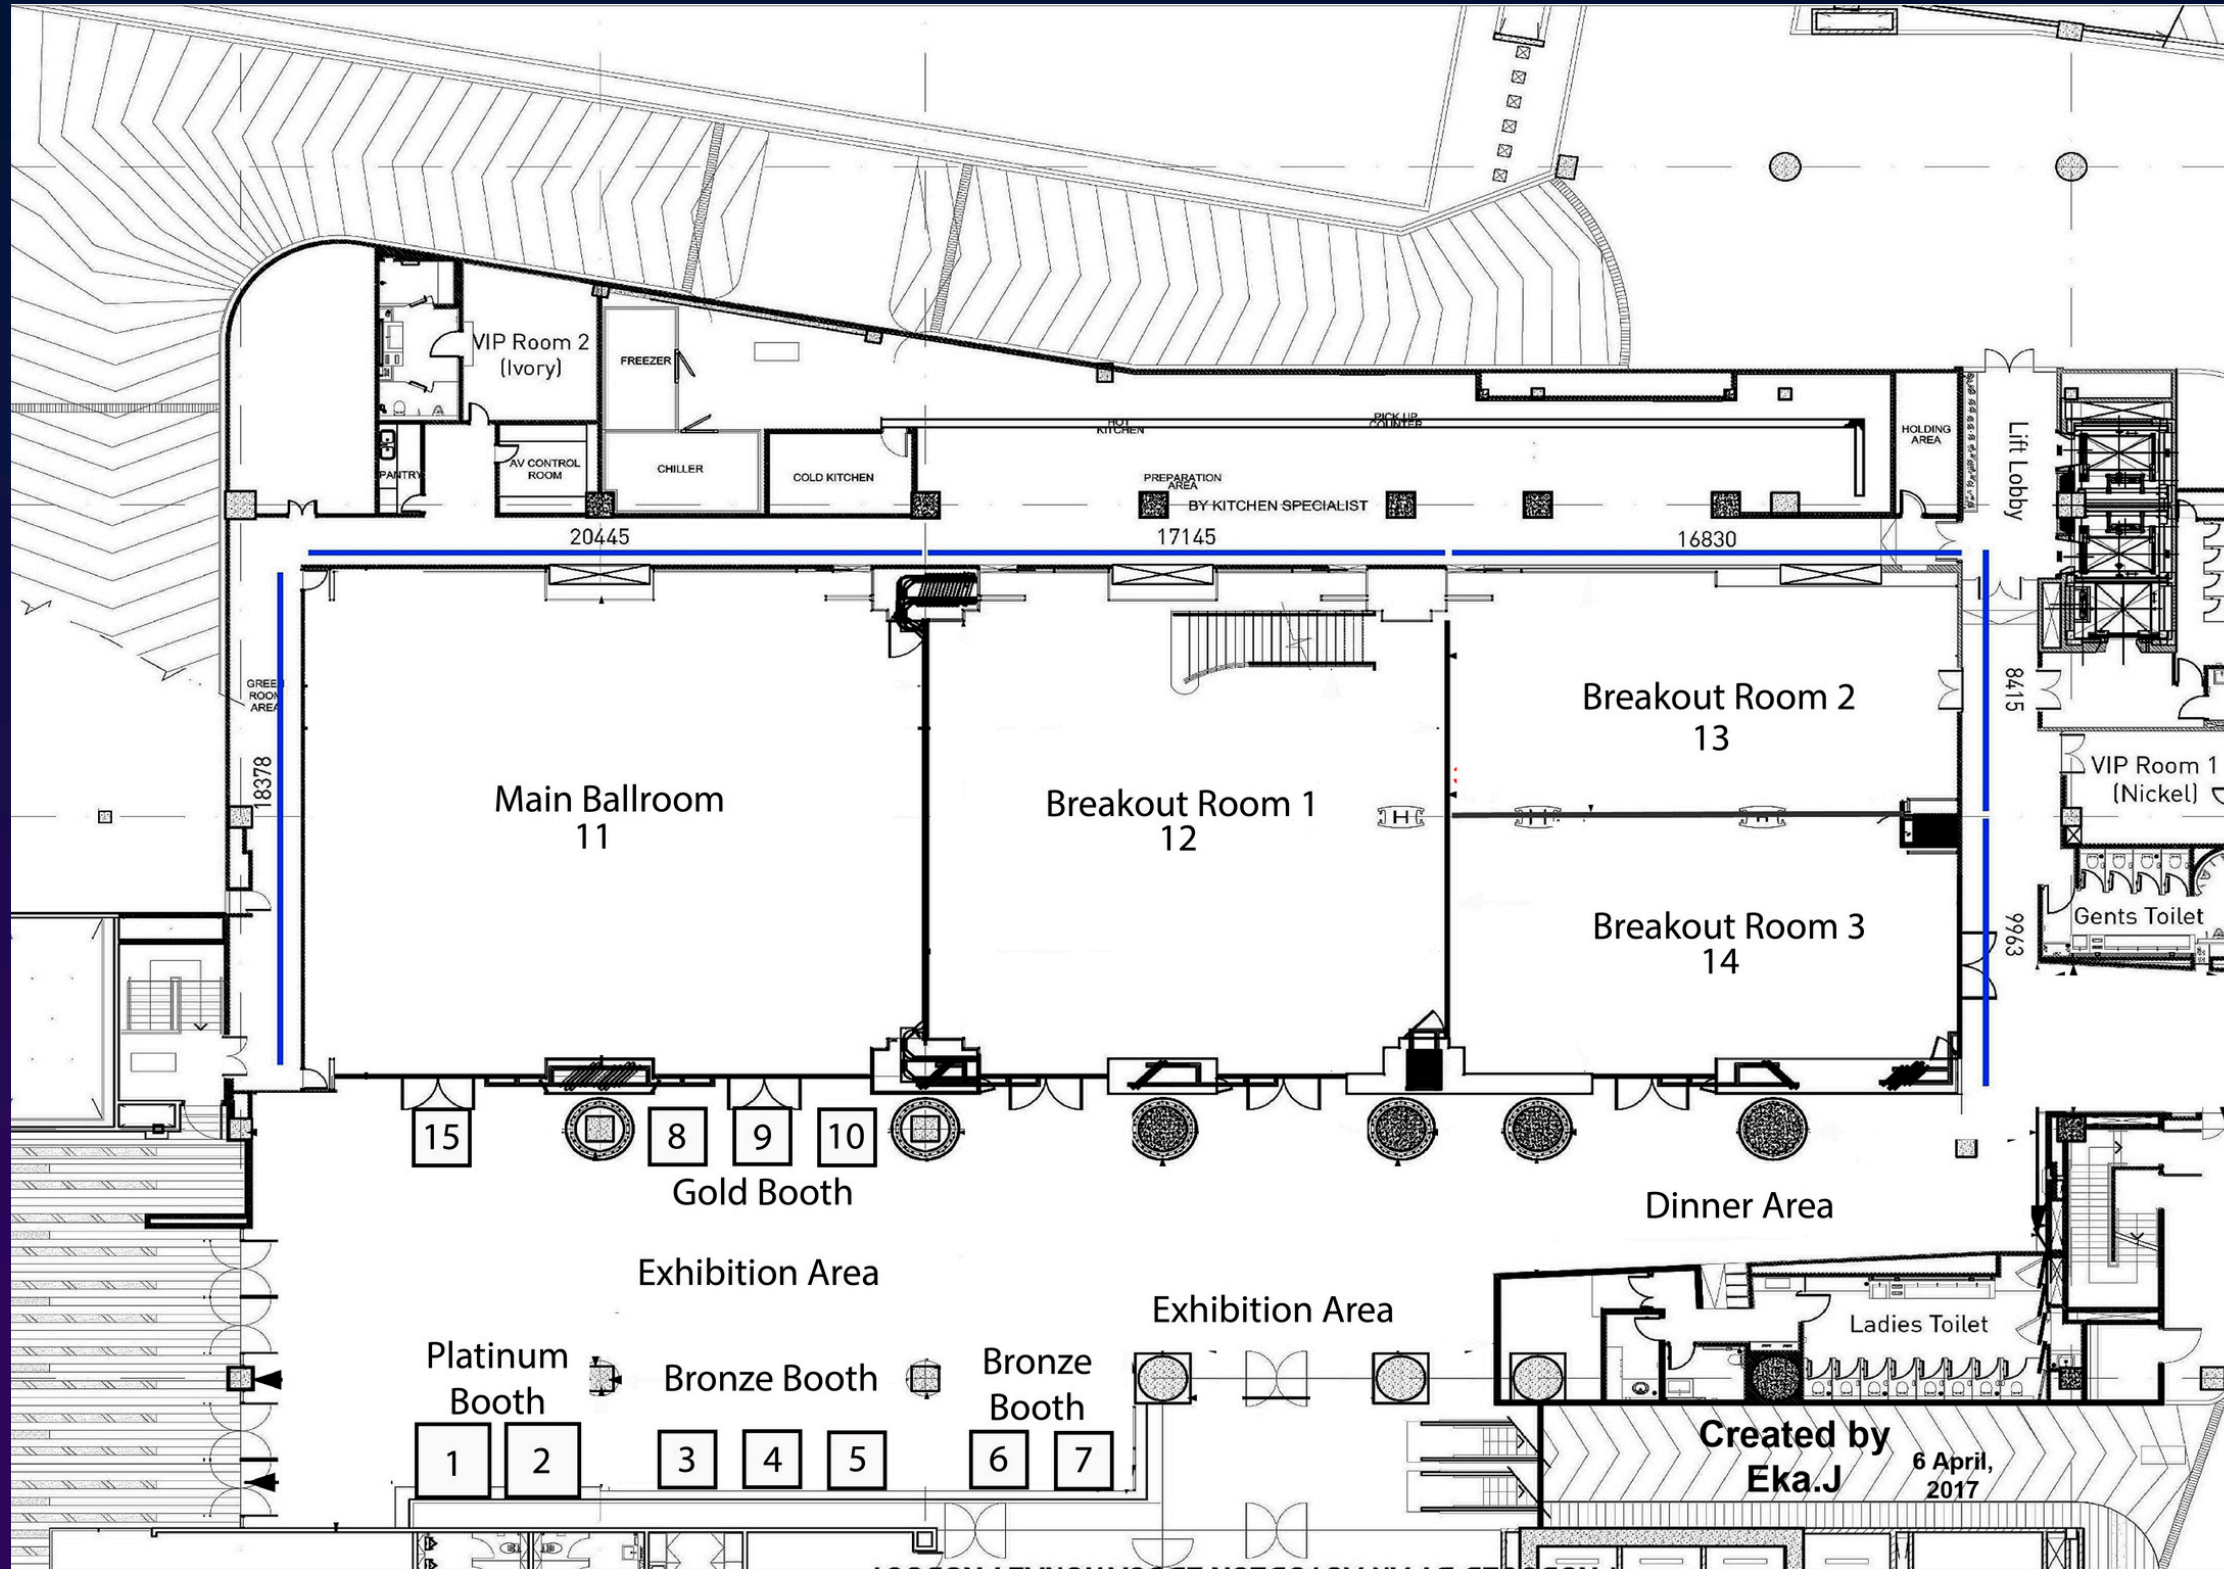 VIP Room 2
(Ivory)
FREEZER
HOT
KITCHEN
PICK UP
COUNTER
HOLDING
AREA
Lift Lobby
PANTRY
AV CONTROL
ROOM
CHILLER
COLD KITCHEN
PREPARATION
AREA
BY KITCHEN SPECIALIST
20445
17145
16830
GREEN
ROOM
AREA
18378
8415
Breakout Room 2
13
Main Ballroom
11
Breakout Room 1
12
VIP Room 1
(Nickel)
Breakout Room 3
14
9963
Gents Toilet
15
8
9
10
Gold Booth
Dinner Area
Exhibition Area
Exhibition Area
Ladies Toilet
Platinum
Booth
Bronze Booth
Bronze
Booth
1
2
3
4
5
6
7
Created by
Eka.J
6 April,
2017